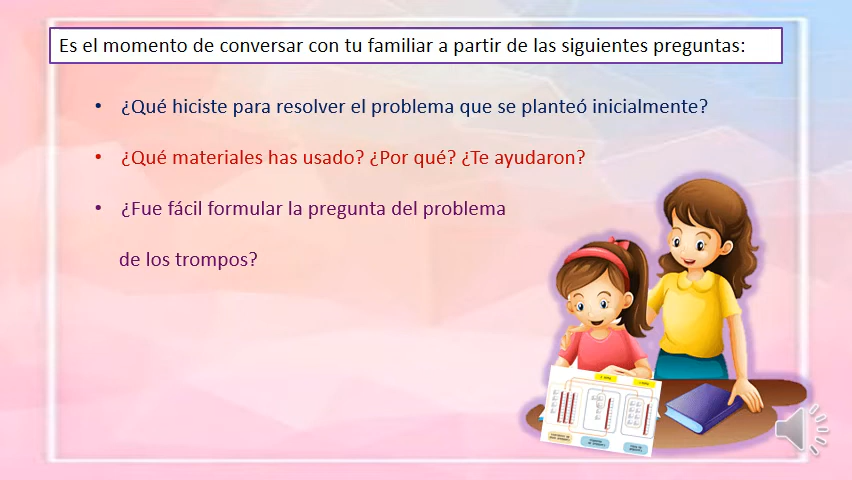 Es el momento de conversar con tu familiar a partir de las siguientes preguntas:
• ¿Qué hiciste para resolver el problema que se planteó inicialmente?
• ¿Qué materiales has usado? ¿Por qué? ¿Te ayudaron?
• ¿Fue fácil formular la pregunta del problema
de los trompos?